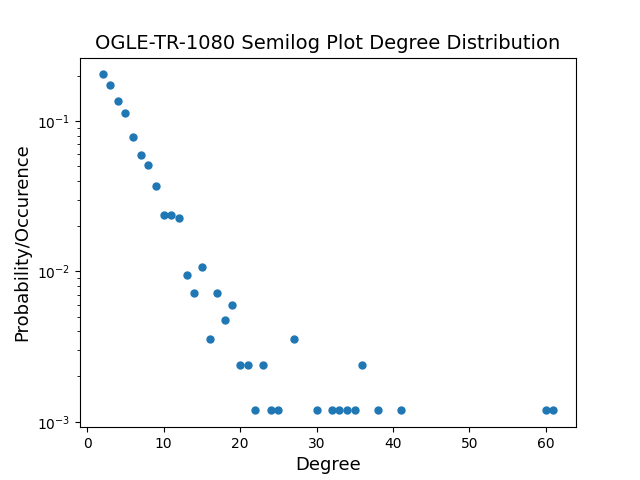 OGLE-TR-1080 Semilog Plot Degree Distribution
Probability/Occurence
10⁻¹
10⁻²
10⁻³
0 10 20 30 40 50 60
Degree